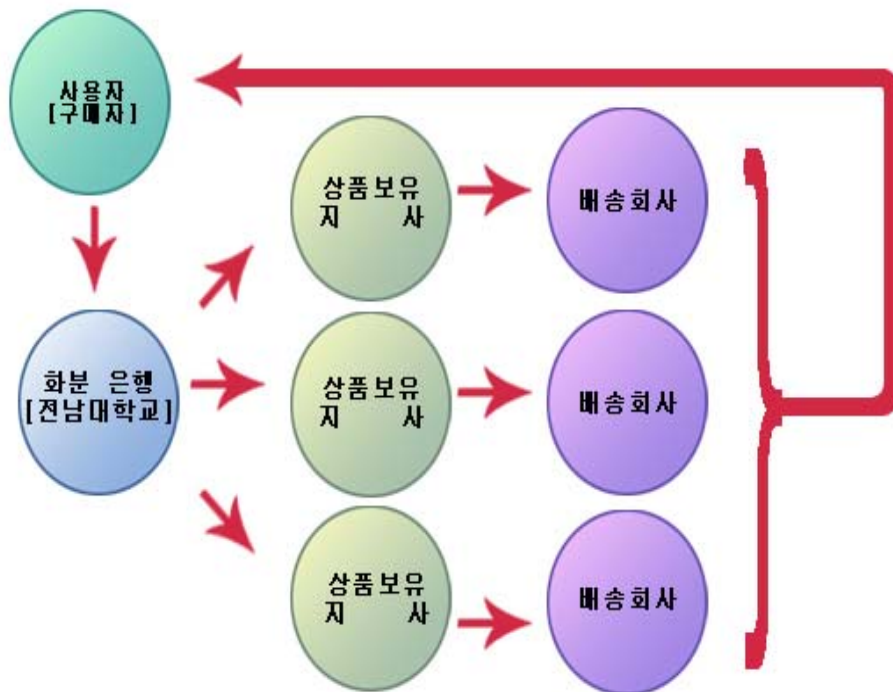 사용자
[구매자]
상품보유
지 사
배송회사
화분 은행
[전남대학교]
상품보유
지 사
배송회사
상품보유
지 사
배송회사